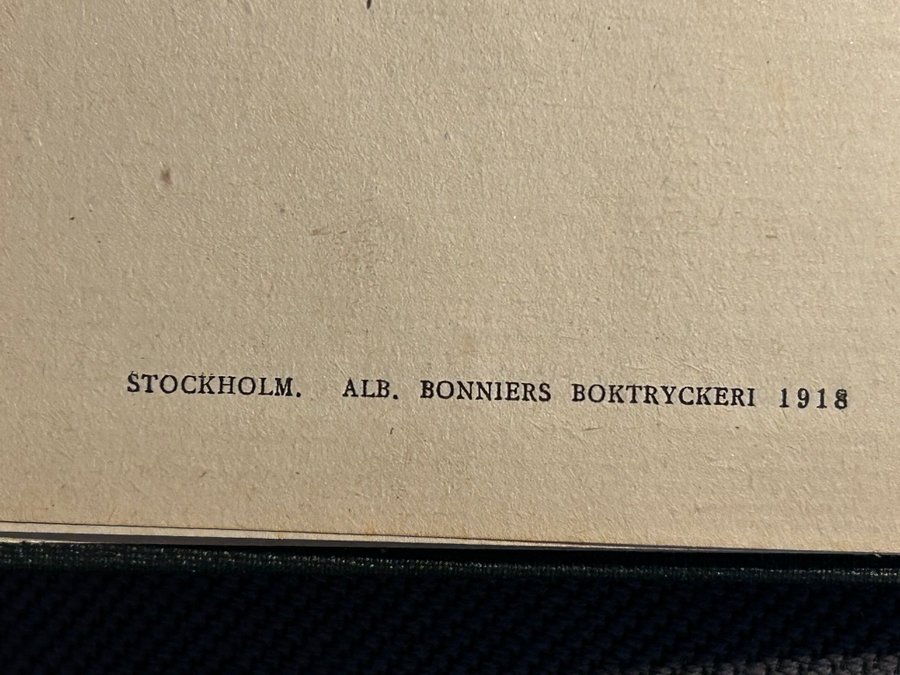 STOCKHOLM. ALB. BONNIERS BOKTRYCKERI 1918